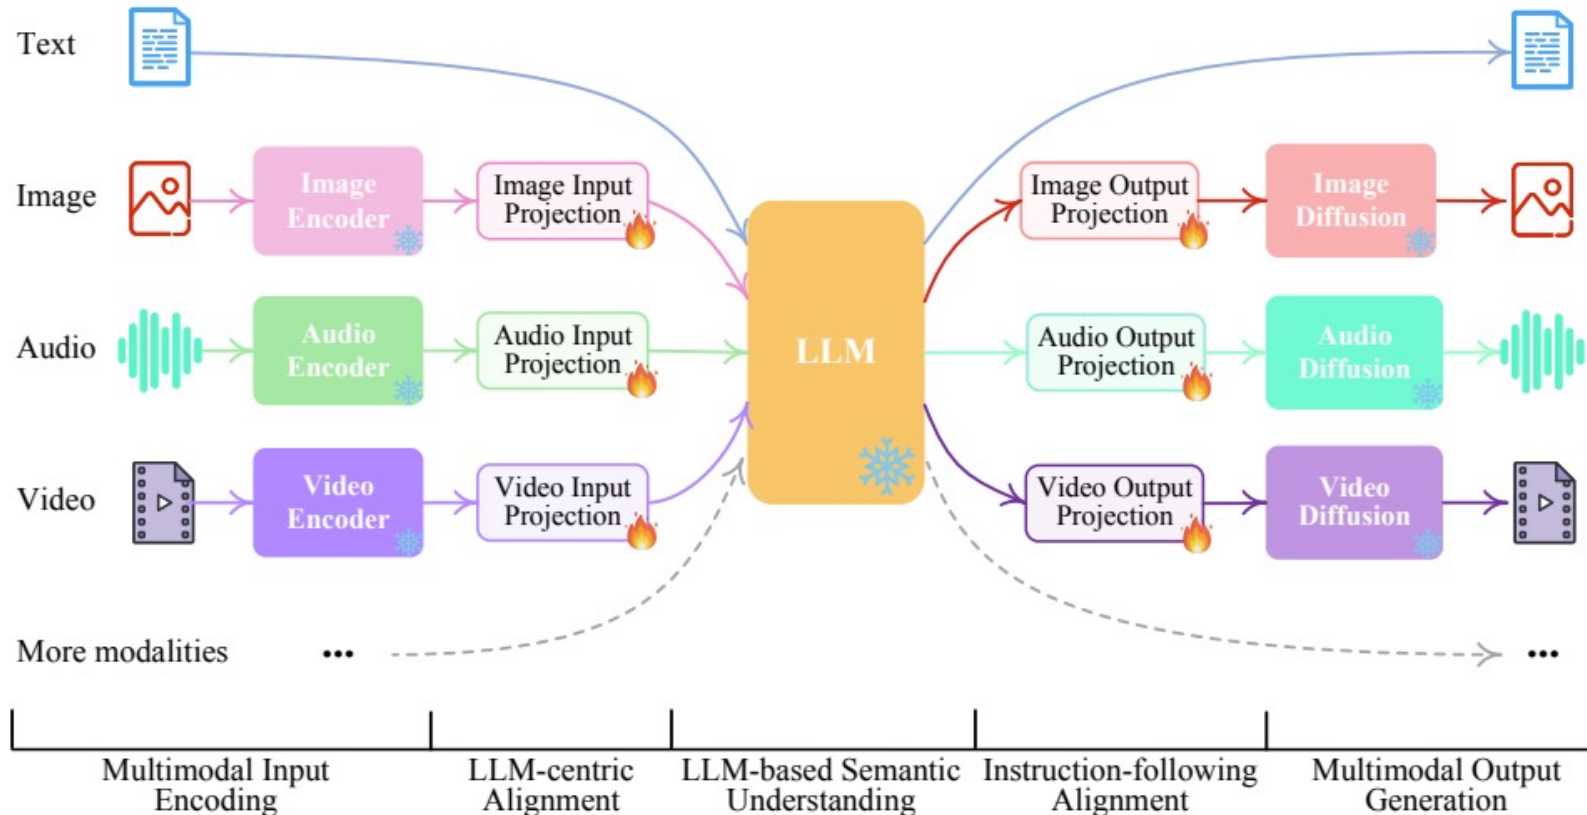 Text
Image
Image
Encoder
Image Input
Projection
Image Output
Projection
Image
Diffusion
Audio
Audio
Encoder
Audio Input
Projection
LLM
Audio Output
Projection
Audio
Diffusion
Video
Video
Encoder
Video Input
Projection
Video Output
Projection
Video
Diffusion
More modalities
...
...
Multimodal Input
Encoding
LLM-centric
Alignment
LLM-based Semantic
Understanding
Instruction-following
Alignment
Multimodal Output
Generation